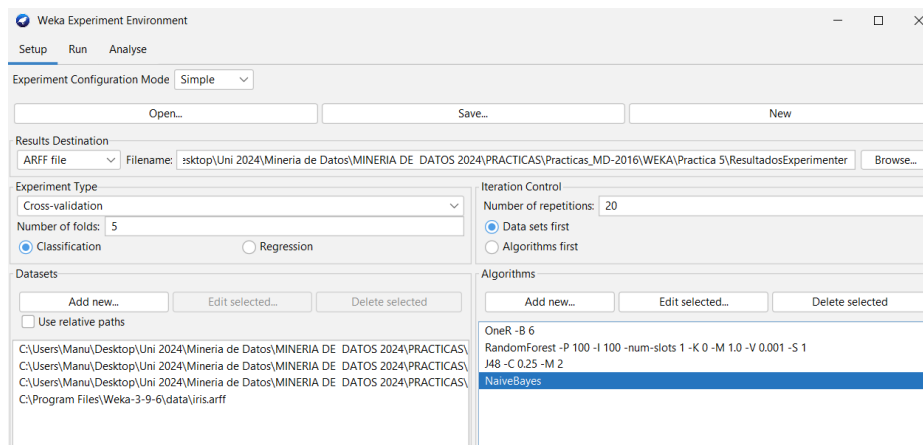 Weka Experiment Environment
Setup Run Analyse
Experiment Configuration Mode Simple
Open... Save... New
Results Destination
ARFF file Filename: :sktop\Uni 2024\Mineria de Datos\MINERIA DE  DATOS 2024\PRACTICAS\Practicas_MD-2016\WEKA\Practica 5\ResultadosExperimenter Browse...
Experiment Type
Cross-validation
Number of folds: 5
Classification Regression
Iteration Control
Number of repetitions: 20
Data sets first
Algorithms first
Datasets
Add new... Edit selected... Delete selected
Use relative paths
C:\Users\Manu\Desktop\Uni 2024\Mineria de Datos\MINERIA DE  DATOS 2024\PRACTICAS\
C:\Users\Manu\Desktop\Uni 2024\Mineria de Datos\MINERIA DE  DATOS 2024\PRACTICAS\
C:\Users\Manu\Desktop\Uni 2024\Mineria de Datos\MINERIA DE  DATOS 2024\PRACTICAS\
C:\Program Files\Weka-3-9-6\data\iris.arff
Algorithms
Add new... Edit selected... Delete selected
OneR -B 6
RandomForest -P 100 -I 100 -num-slots 1 -K 0 -M 1.0 -V 0.001 -S 1
J48 -C 0.25 -M 2
NaiveBayes